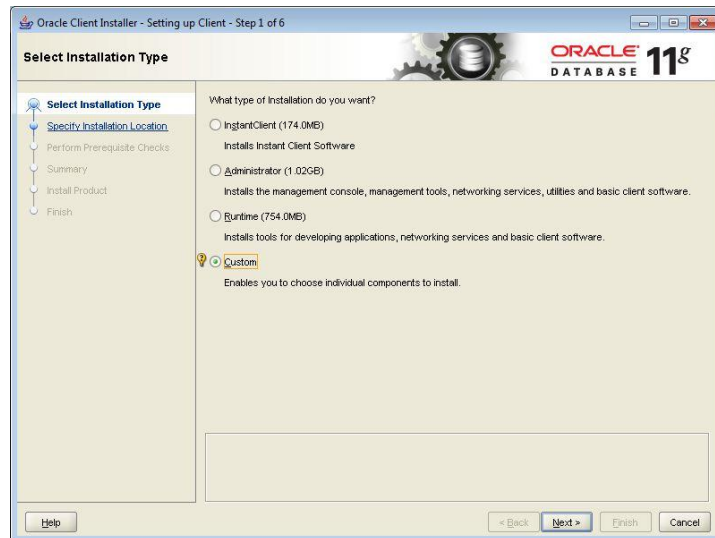 Oracle Client Installer - Setting up Client - Step 1 of 6
Select Installation Type
ORACLE
DATABASE 11g
Select Installation Type
Specify Installation Location
Perform Prerequisite Checks
Summary
Install Product
Finish
What type of Installation do you want?
InstantClient (174.0MB)
Installs Instant Client Software
Administrator (1.02GB)
Installs the management console, management tools, networking services, utilities and basic client software.
Runtime (754.0MB)
Installs tools for developing applications, networking services and basic client software.
Custom
Enables you to choose individual components to install.
Help
< Back
Next >
Finish
Cancel